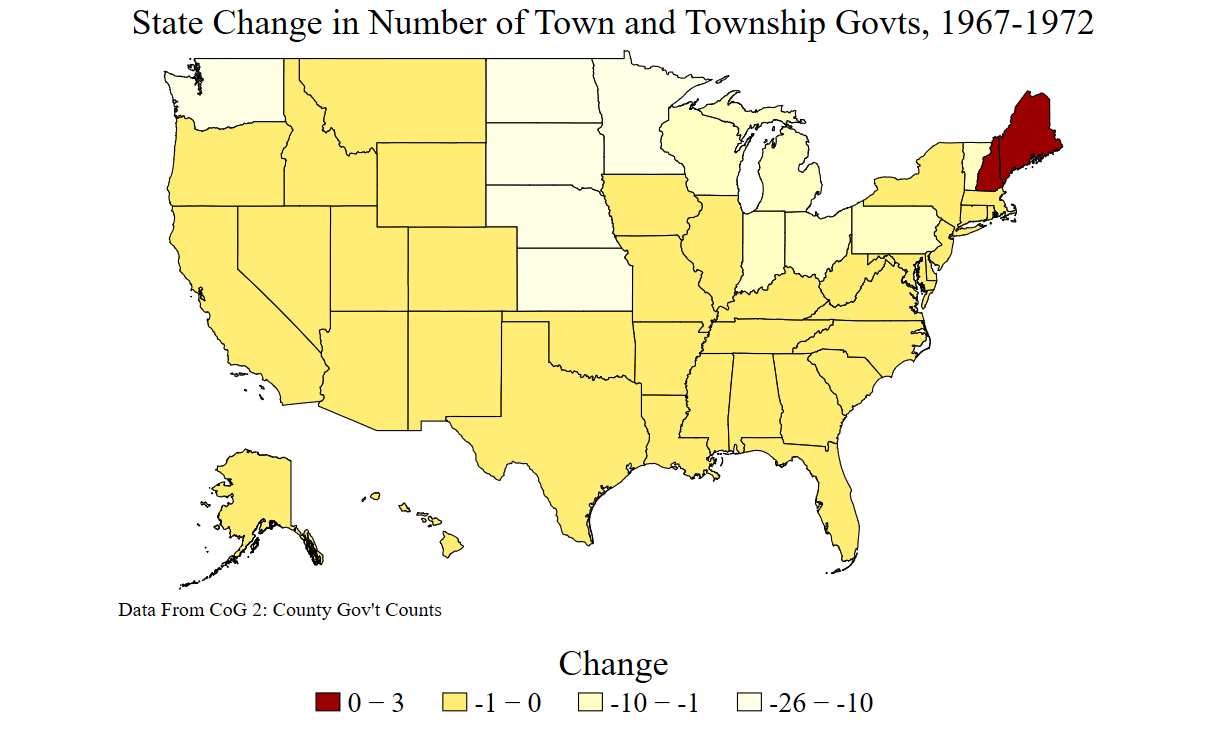 State Change in Number of Town and Township Govts, 1967-1972
Data From CoG 2: County Gov't Counts
Change
0 − 3 -1 − 0 -10 − -1 -26 − -10